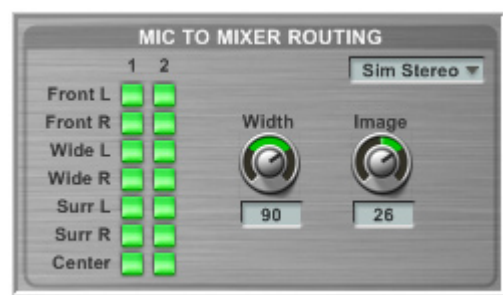 MIC TO MIXER ROUTING
1 2
Sim Stereo
Front L
Front R
Wide L
Wide R
Surr L
Surr R
Center
Width
Image
90
26